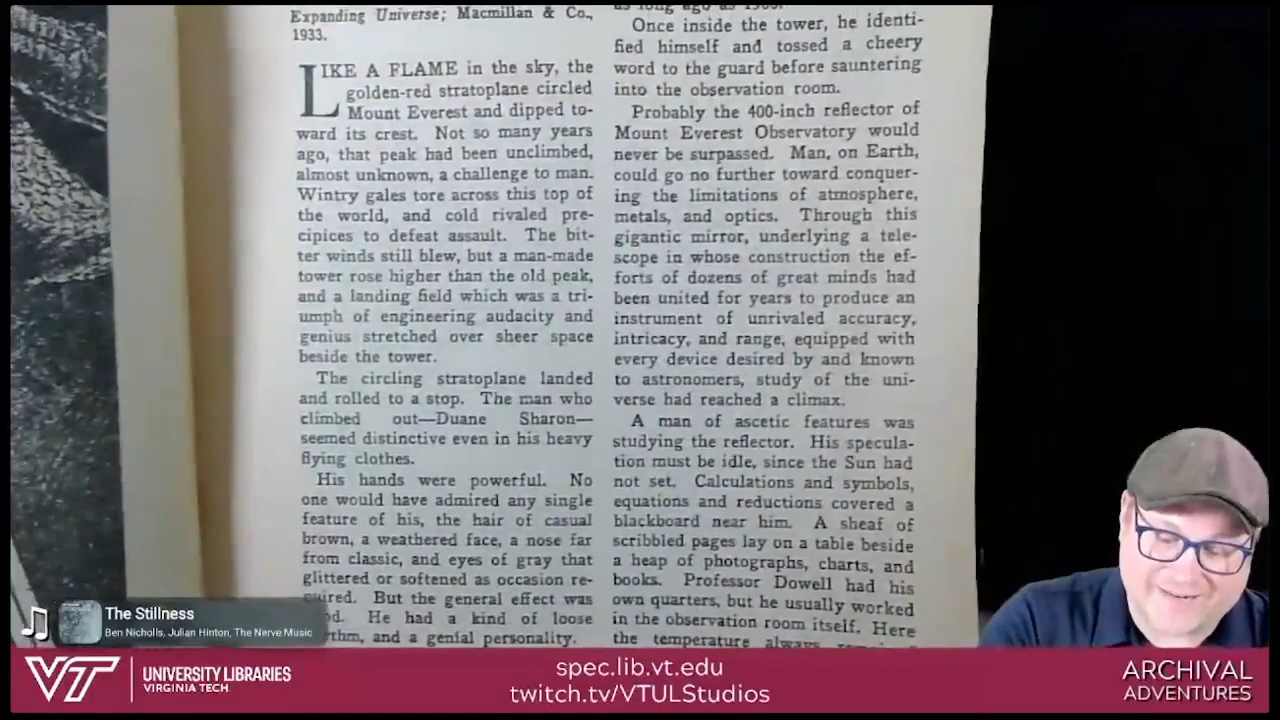 Expanding Universe; Macmillan & Co.,
1933.
LIKE A FLAME in the sky, the
golden-red stratoplane circled
Mount Everest and dipped to-
ward its crest. Not so many years
ago, that peak had been unclimbed,
almost unknown, a challenge to man.
Wintry gales tore across this top of
the world, and cold rivaled pre-
cipices to defeat assault. The bit-
ter winds still blew, but a man-made
tower rose higher than the old peak,
and a landing field which was a tri-
umph of engineering audacity and
genius stretched over sheer space
beside the tower.
The circling stratoplane landed
and rolled to a stop. The man who
climbed out—Duane Sharon—
seemed distinctive even in his heavy
flying clothes.
His hands were powerful. No
one would have admired any single
feature of his, the hair of casual
brown, a weathered face, a nose far
from classic, and eyes of gray that
glittered or softened as occasion re-
quired. But the general effect was
He had a kind of loose
and a genial personality.
as long ago as
Once inside the tower, he identi-
fied himself and tossed a cheery
word to the guard before sauntering
into the observation room.
Probably the 400-inch reflector of
Mount Everest Observatory would
never be surpassed. Man, on Earth,
could go no further toward conquer-
ing the limitations of atmosphere,
metals, and optics. Through this
gigantic mirror, underlying a tele-
scope in whose construction the ef-
forts of dozens of great minds had
been united for years to produce an
instrument of unrivaled accuracy,
intricacy, and range, equipped with
every device desired by and known
to astronomers, study of the uni-
verse had reached a climax.
A man of ascetic features was
studying the reflector. His specula-
tion must be idle, since the Sun had
not set. Calculations and symbols,
equations and reductions covered a
blackboard near him. A sheaf of
scribbled pages lay on a table beside
a heap of photographs, charts, and
books. Professor Dowell had his
own quarters, but he usually worked
in the observation room itself. Here
the temperature always
The Stillness
Ben Nicholls, Julian Hinton, The Nerve Music
VT
UNIVERSITY LIBRARIES
VIRGINIA TECH.
spec.lib.vt.edu
twitch.tv/VTULStudios
ARCHIVAL
ADVENTURES